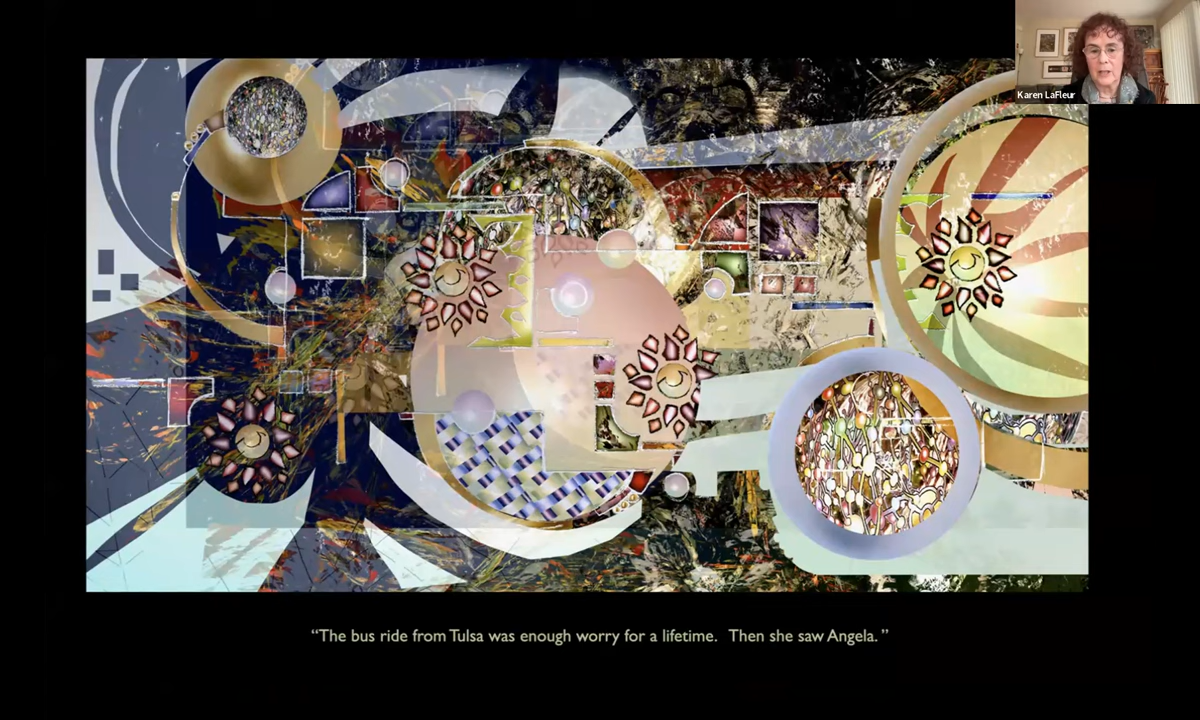 Karen LaFleur
“The bus ride from Tulsa was enough worry for a lifetime.  Then she saw Angela. ”